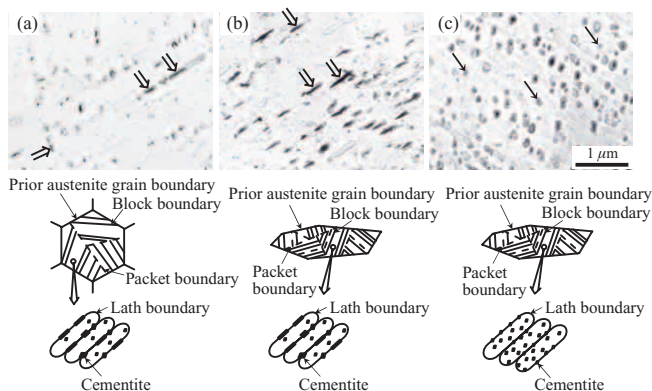 (a)
(b)
(c)
1 μm
Prior austenite grain boundary
Block boundary
Packet boundary
Lath boundary
Cementite
Prior austenite grain boundary
Block boundary
Packet
boundary
Lath boundary
Cementite
Prior austenite grain boundary
Block boundary
Packet
boundary
Lath boundary
Cementite